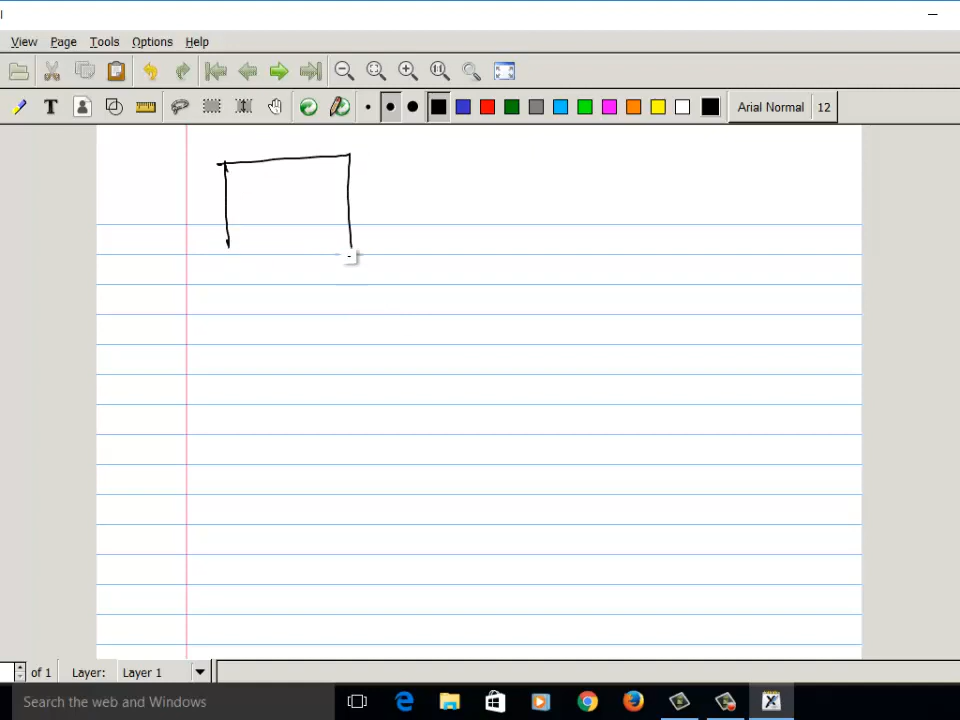 View Page Tools Options Help
T Arial Normal 12
of 1 Layer: Layer 1
Search the web and Windows